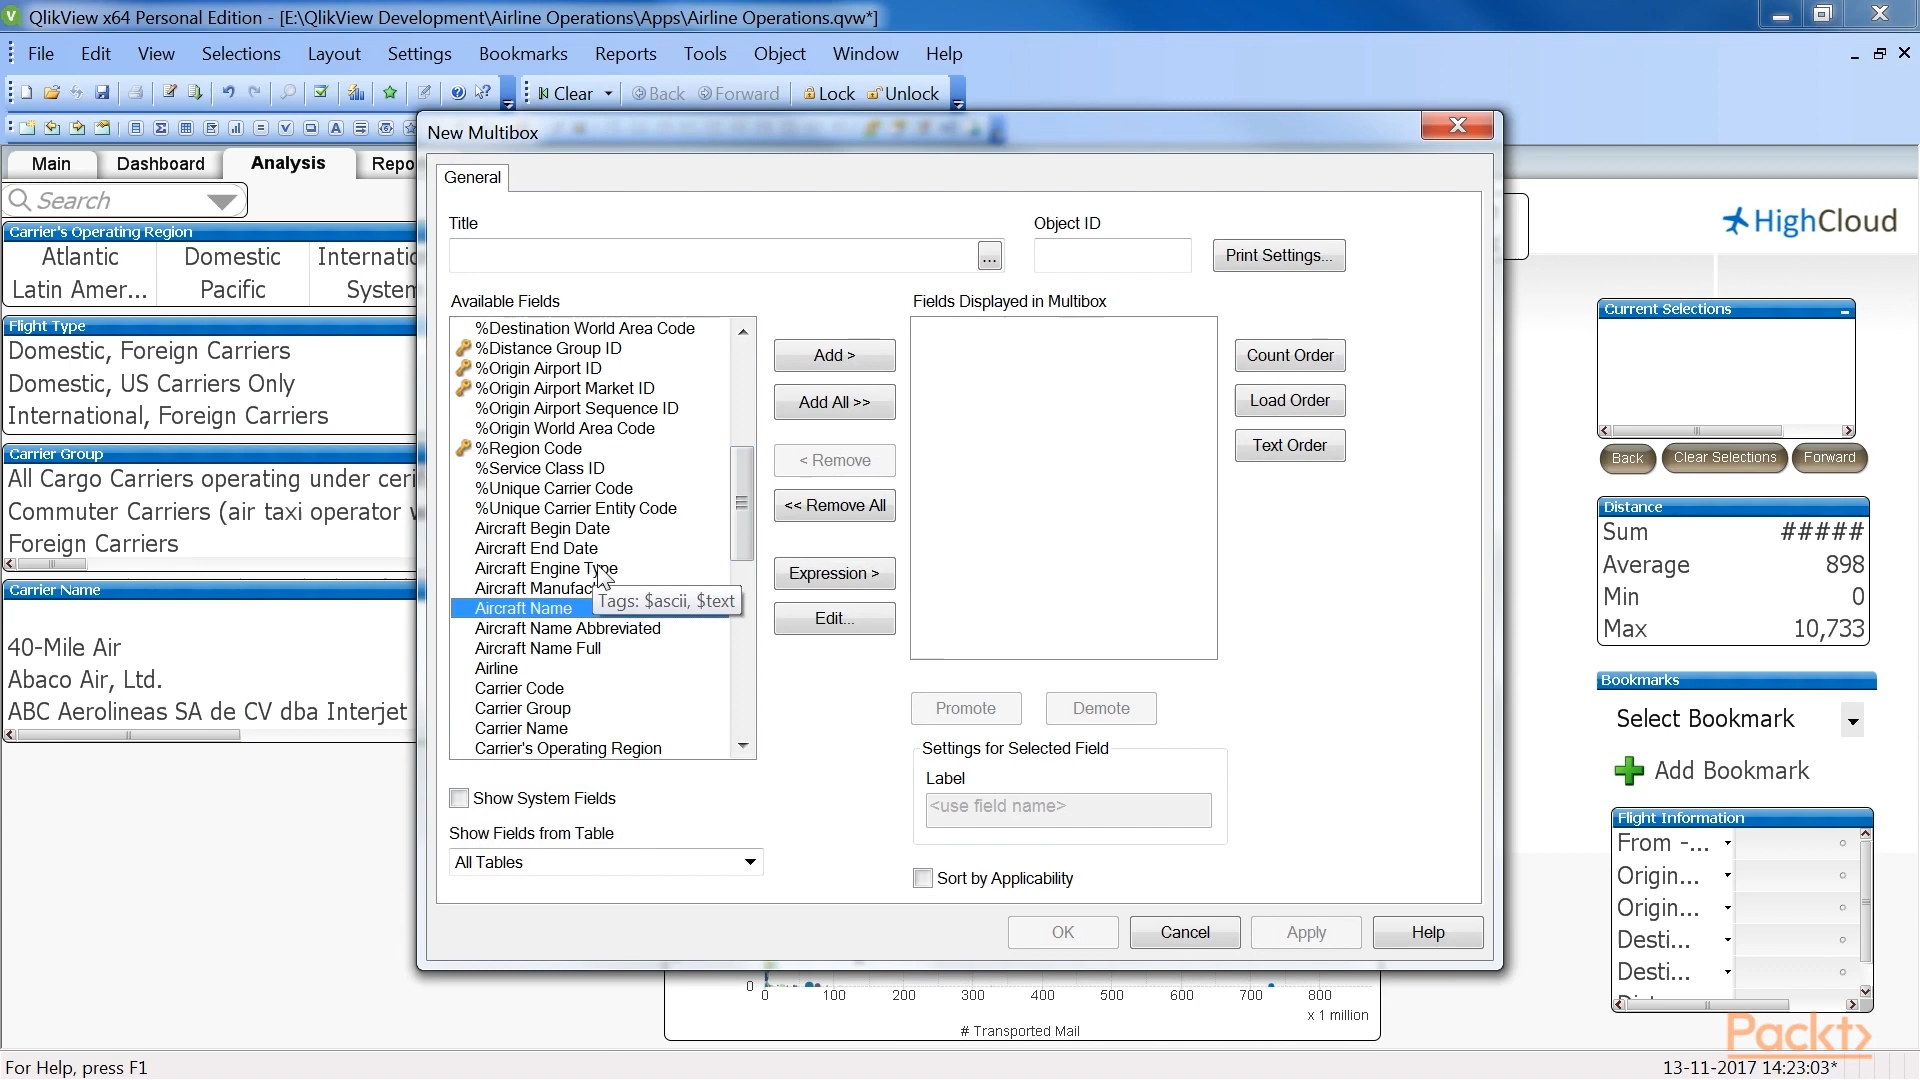 QlikView x64 Personal Edition - [E:\QlikView Development\Airline Operations\Apps\Airline Operations.qvw*]
File Edit View Selections Layout Settings Bookmarks Reports Tools Object Window Help
Clear Back Forward Lock Unlock
New Multibox
Main Dashboard Analysis Repo
General
Search
Carrier's Operating Region
Atlantic Domestic Internatic
Latin Amer... Pacific System
Flight Type
Domestic, Foreign Carriers
Domestic, US Carriers Only
International, Foreign Carriers
Carrier Group
All Cargo Carriers operating under ceri
Commuter Carriers (air taxi operator v
Foreign Carriers
Carrier Name
40-Mile Air
Abaco Air, Ltd.
ABC Aerolineas SA de CV dba Interjet
Title
...
Object ID
Print Settings...
Available Fields
%Destination World Area Code
%Distance Group ID
%Origin Airport ID
%Origin Airport Market ID
%Origin Airport Sequence ID
%Origin World Area Code
%Region Code
%Service Class ID
%Unique Carrier Code
%Unique Carrier Entity Code
Aircraft Begin Date
Aircraft End Date
Aircraft Engine Type
Aircraft Manufac
Aircraft Name
Tags: $ascii, $text
Aircraft Name Abbreviated
Aircraft Name Full
Airline
Carrier Code
Carrier Group
Carrier Name
Carrier's Operating Region
Show System Fields
Show Fields from Table
All Tables
Add >
Add All >>
< Remove
<< Remove All
Expression >
Edit...
Fields Displayed in Multibox
Count Order
Load Order
Text Order
Promote Demote
Settings for Selected Field
Label
<use field name>
Sort by Applicability
OK Cancel Apply Help
0
0 100 200 300 400 500 600 700 800
x 1 million
# Transported Mail
HighCloud
Current Selections
Back Clear Selections Forward
Distance
Sum #####
Average 898
Min 0
Max 10,733
Bookmarks
Select Bookmark
Add Bookmark
Flight Information
From -...
Origin...
Origin...
Desti...
Desti...
Packt>
For Help, press F1
13-11-2017 14:23:03*